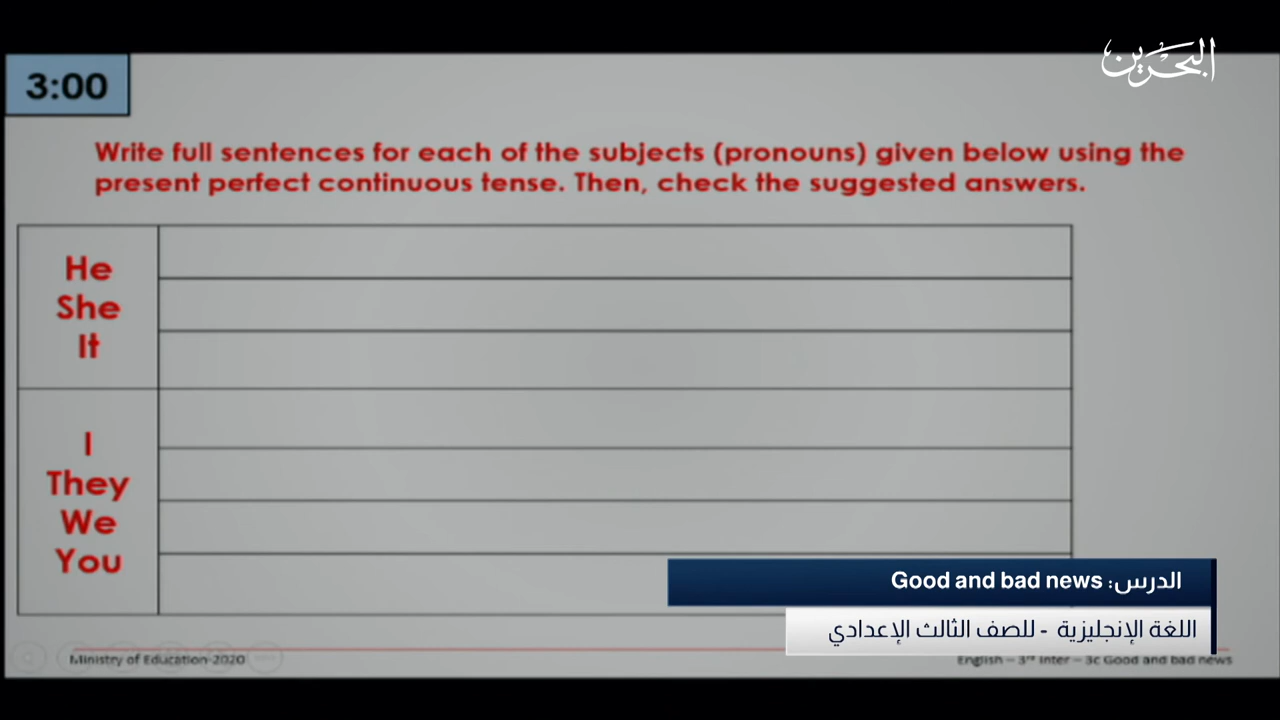 البحرين
3:00
Write full sentences for each of the subjects (pronouns) given below using the
present perfect continuous tense. Then, check the suggested answers.
He
She
It
I
They
We
You
الدرس: Good and bad news
اللغة الإنجليزية - للصف الثالث الإعدادي
Ministry of Education-2020
English – 3rd Inter – 3c Good and bad news